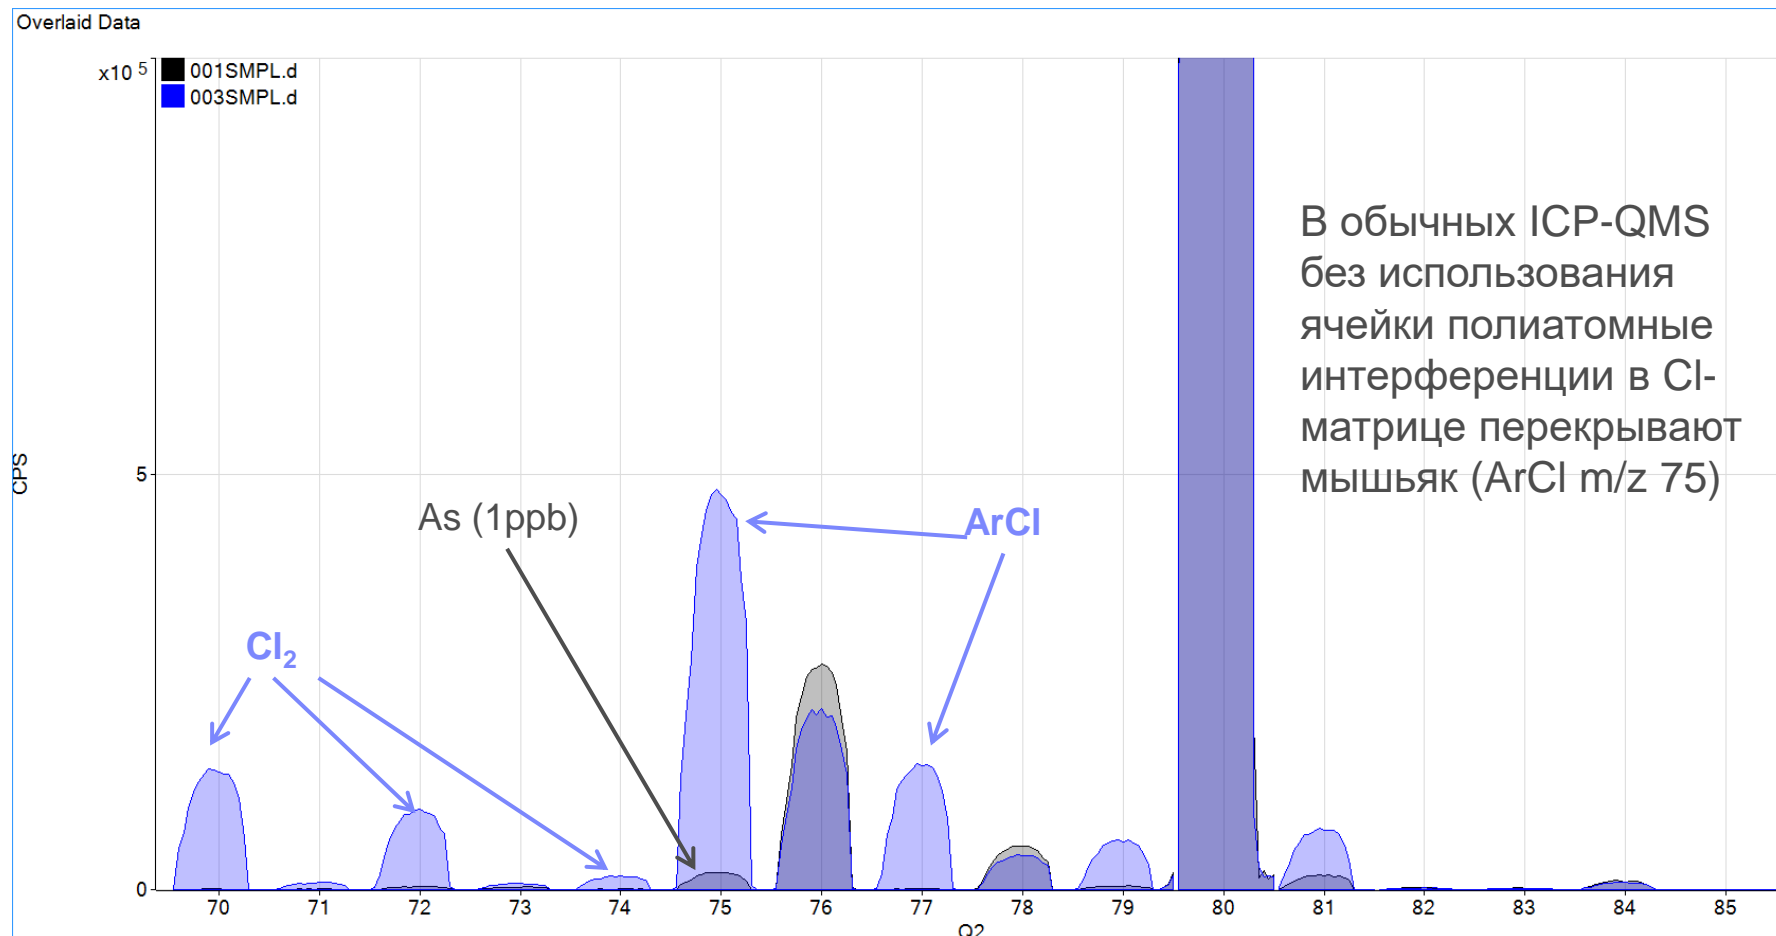 Overlaid Data
x10 5
001SMPL.d
003SMPL.d
В обычных ICP-QMS
без использования
ячейки полиатомные
интерференции в Cl-
матрице перекрывают
мышьяк (ArCl m/z 75)
CPS
5
As (1ppb)
ArCl
Cl2
0
70 71 72 73 74 75 76 77 78 79 80 81 82 83 84 85
Q2